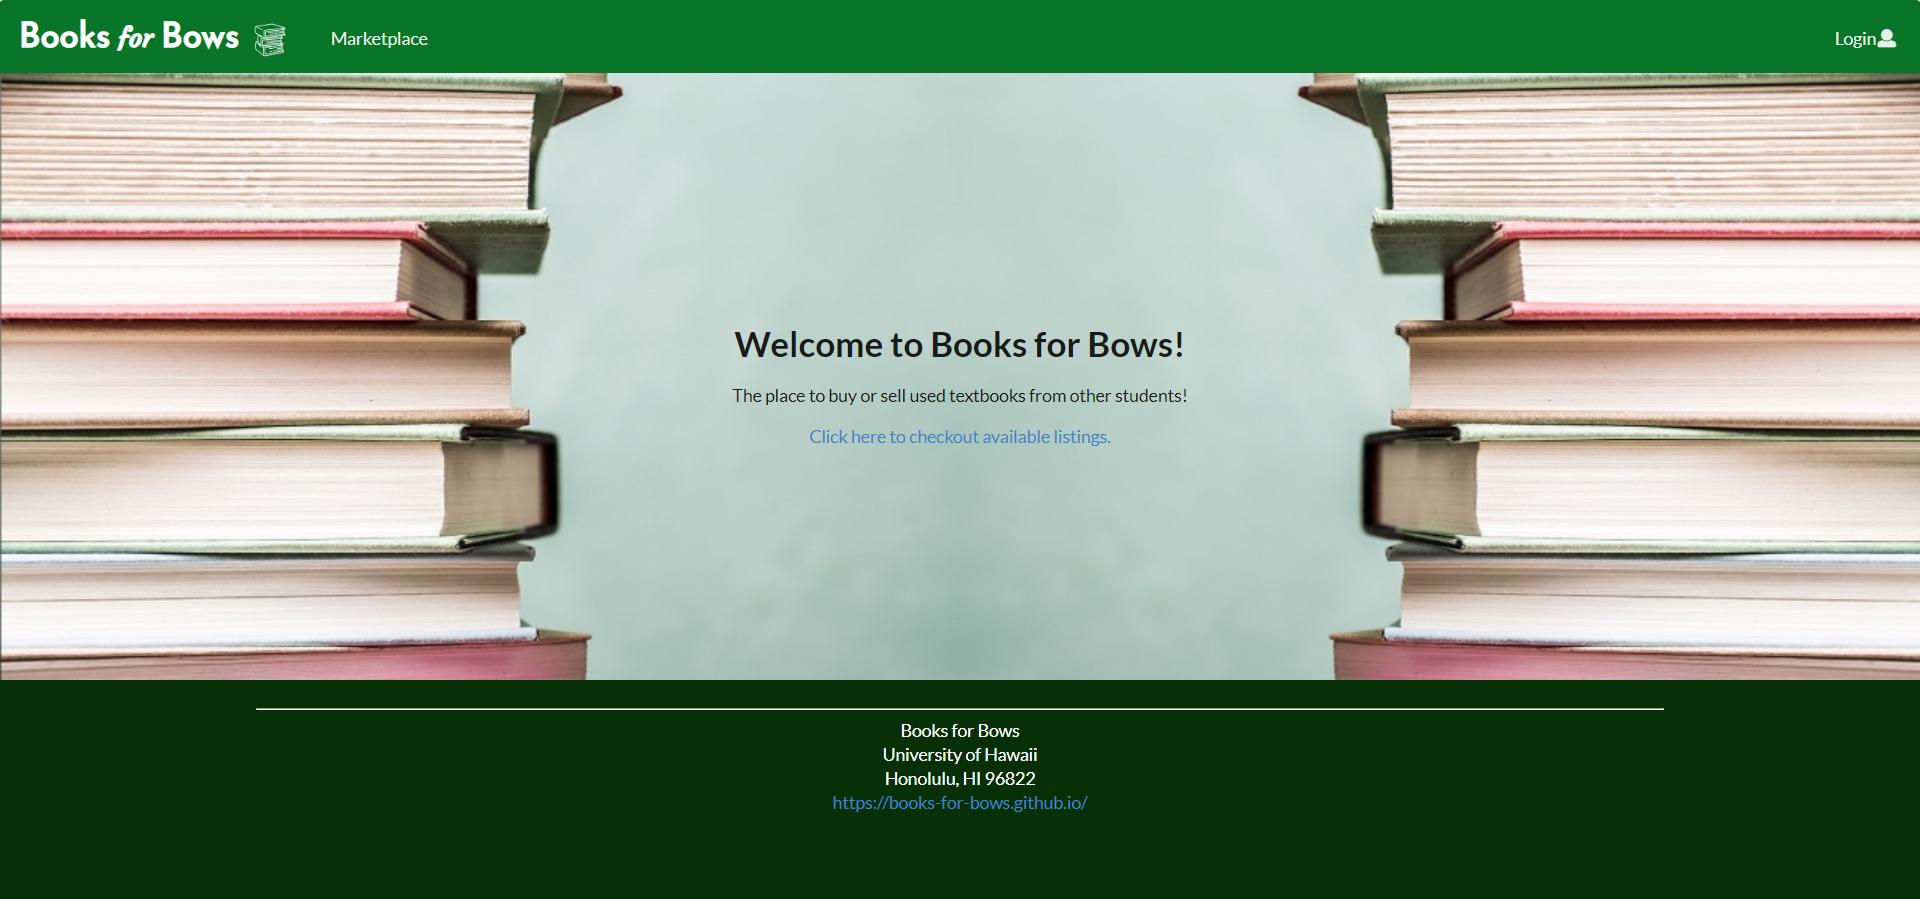 Books for Bows
Marketplace
Login
Welcome to Books for Bows!
The place to buy or sell used textbooks from other students!
Click here to checkout available listings.
Books for Bows
University of Hawaii
Honolulu, HI 96822
https://books-for-bows.github.io/